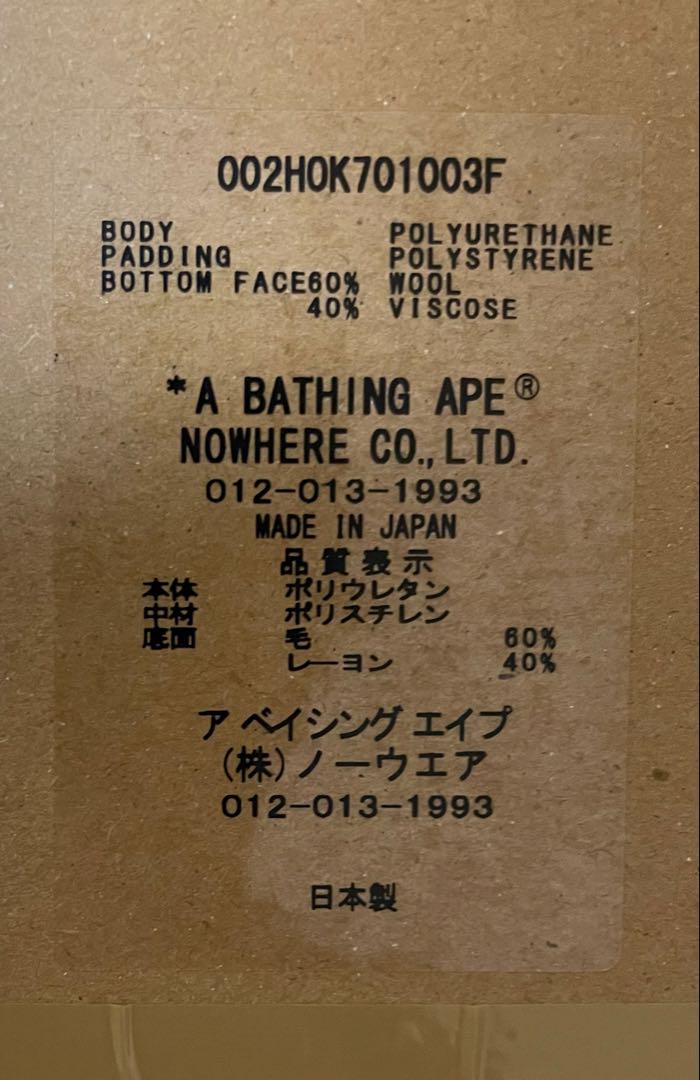 002HOK701003F
BODY POLYURETHANE
PADDING POLYSTYRENE
BOTTOM FACE60% WOOL
40% VISCOSE
*A BATHING APE®
NOWHERE CO.,LTD.
012-013-1993
MADE IN JAPAN
品質表示
本体 ポリウレタン
中材 ポリスチレン
底面 毛 60%
レーヨン 40%
ア ベイシング エイプ
(株)ノーウエア
012-013-1993
日本製